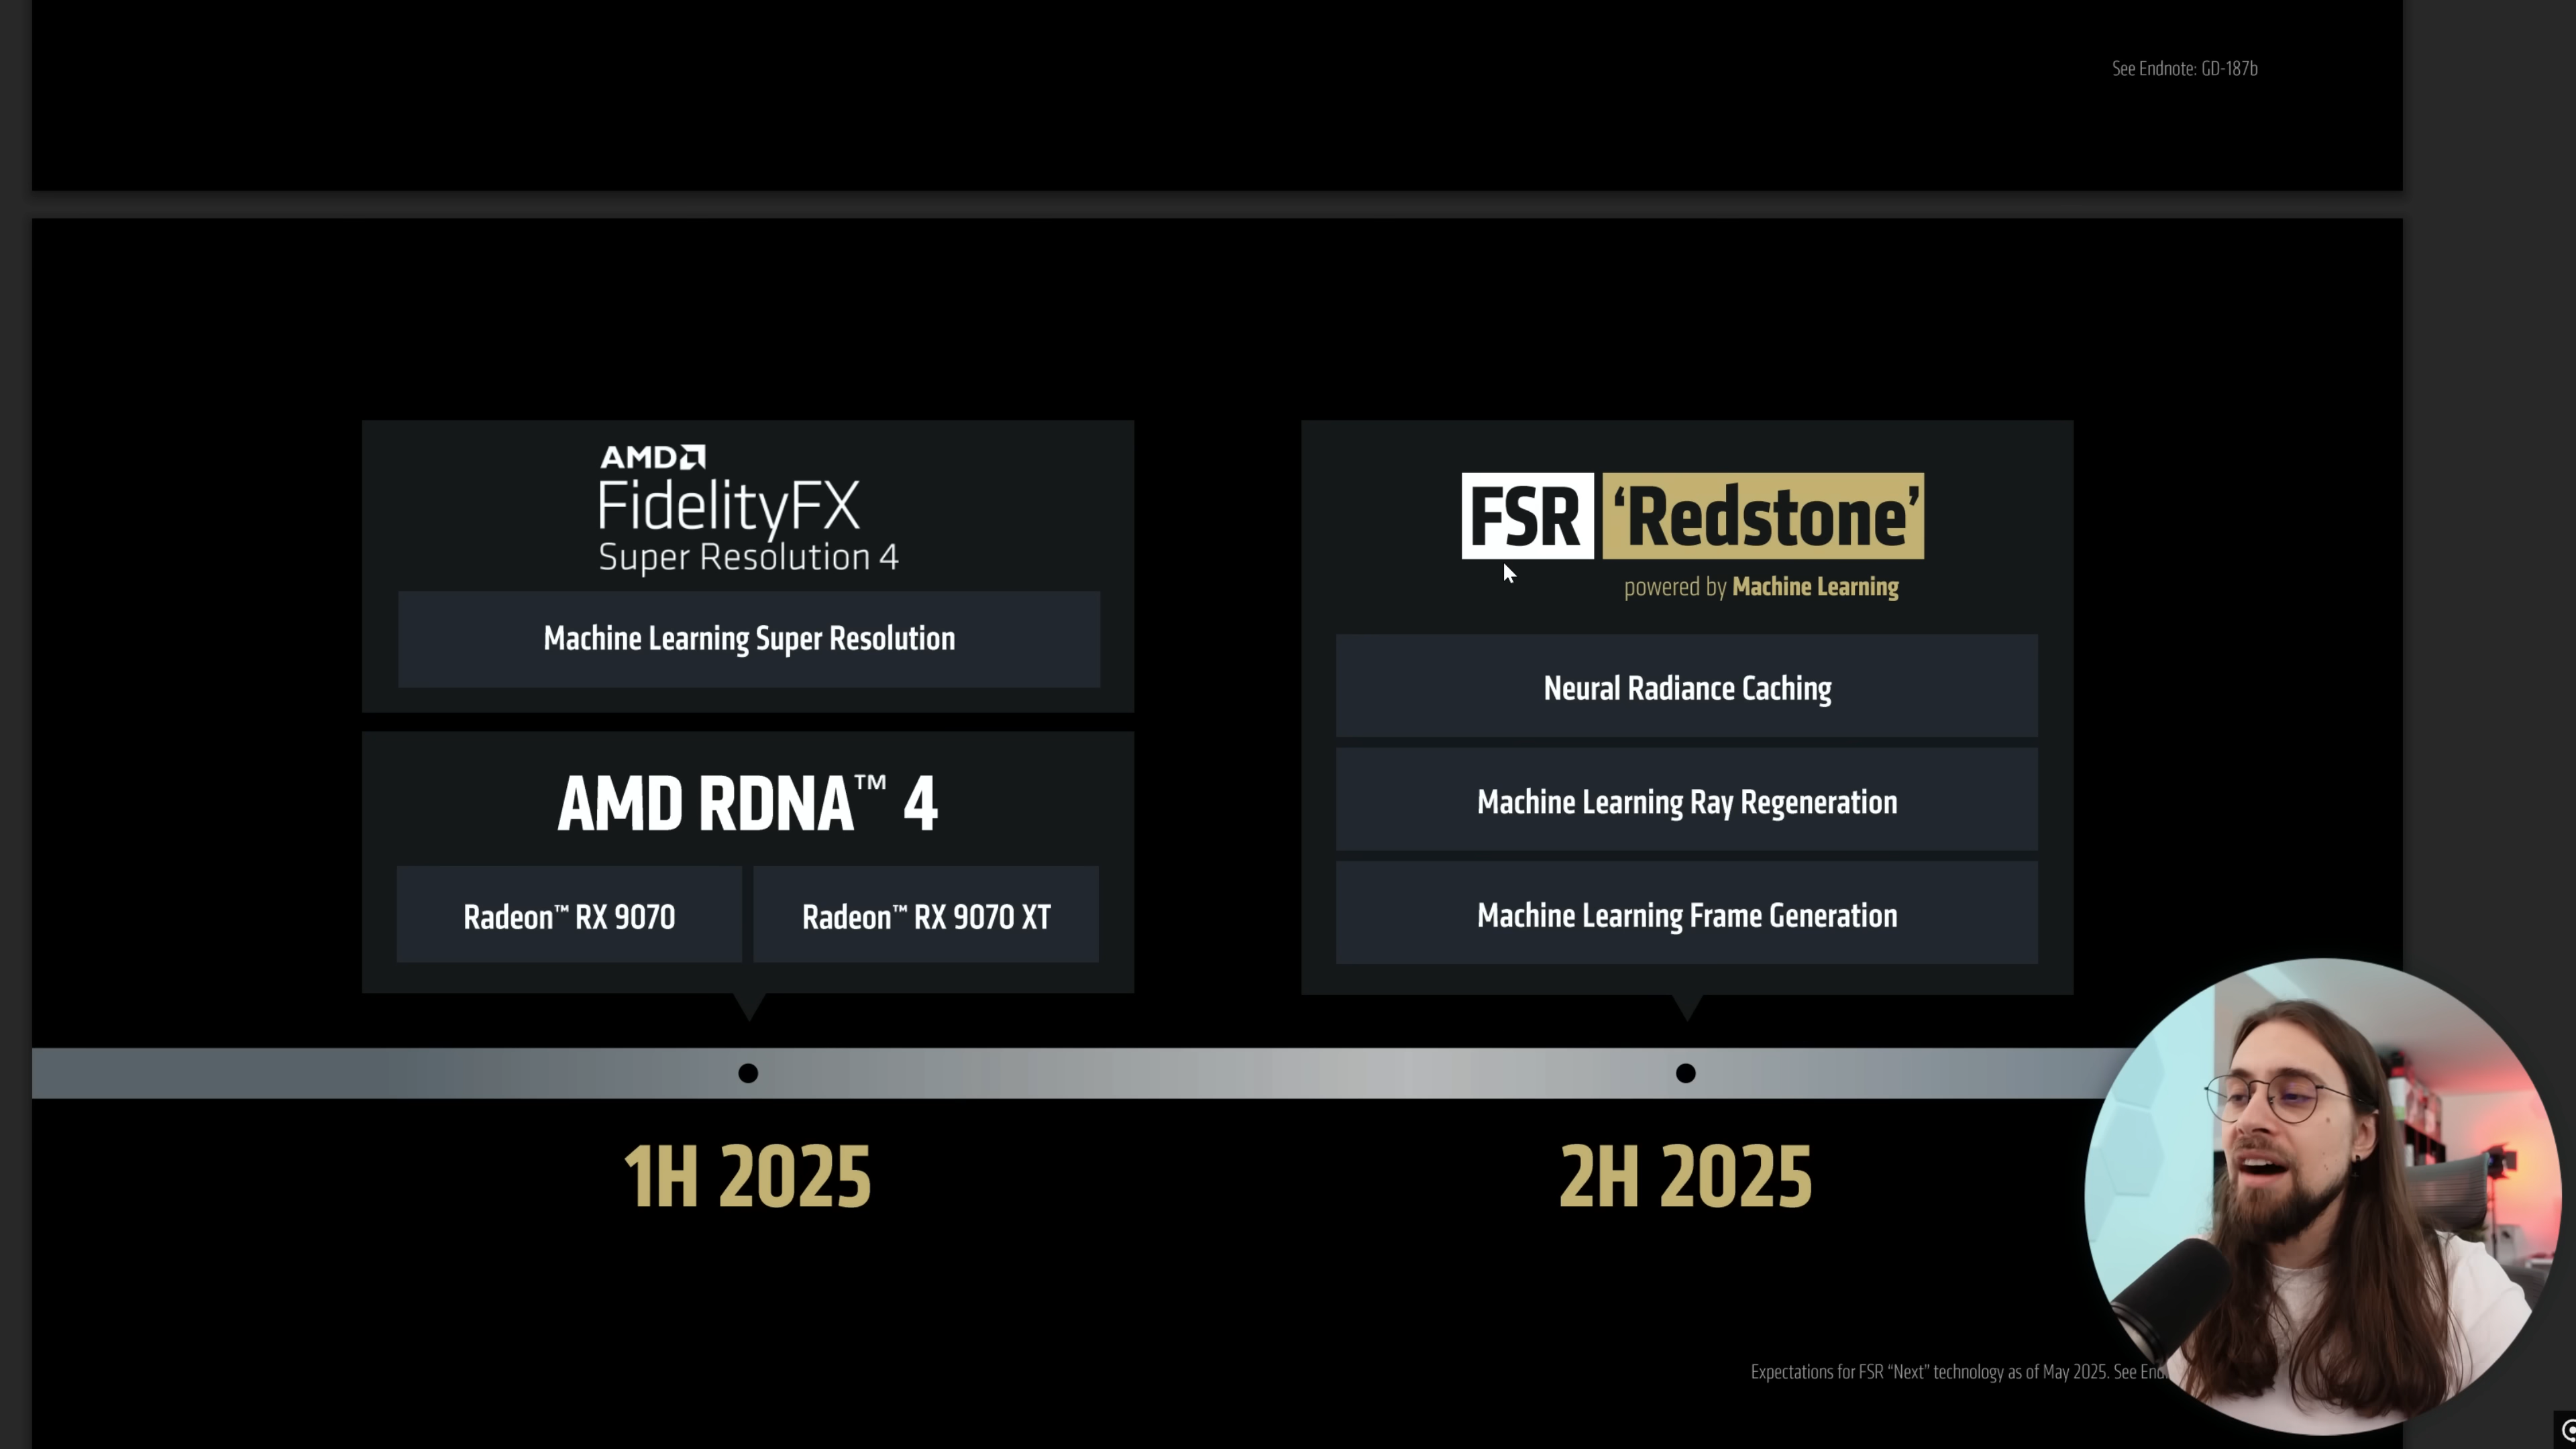 See Endnote: GD-187b
AMD
FidelityFX
Super Resolution 4
Machine Learning Super Resolution
AMD RDNA™ 4
Radeon™ RX 9070
Radeon™ RX 9070 XT
FSR ‘Redstone’
powered by Machine Learning
Neural Radiance Caching
Machine Learning Ray Regeneration
Machine Learning Frame Generation
1H 2025
2H 2025
Expectations for FSR “Next” technology as of May 2025. See